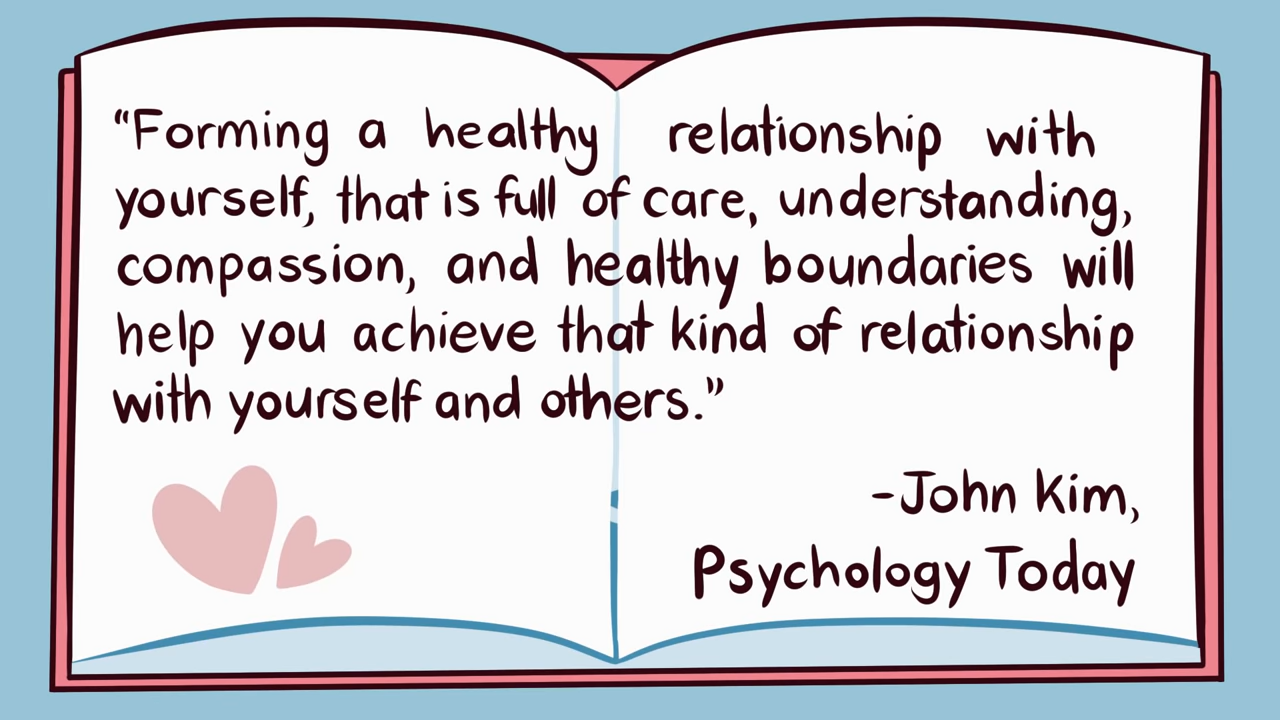 “Forming a healthy relationship with
yourself, that is full of care, understanding,
compassion, and healthy boundaries will
help you achieve that kind of relationship
with yourself and others.”
-John Kim,
Psychology Today